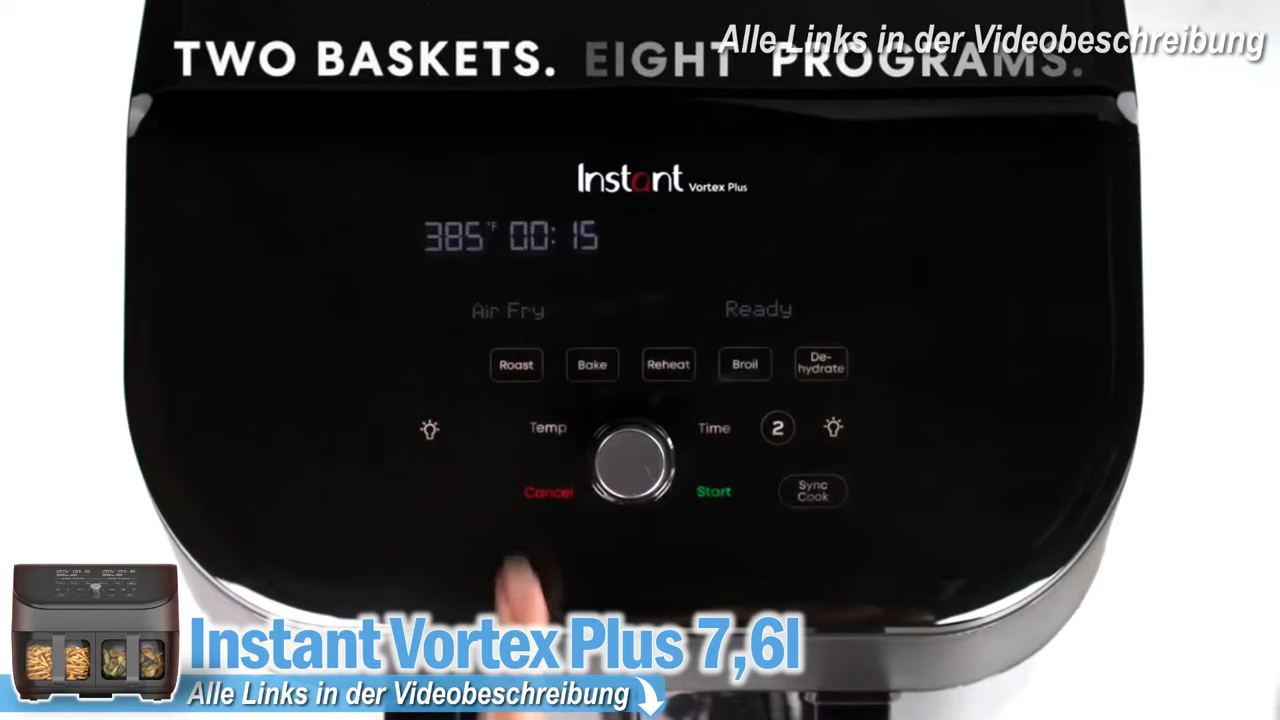 Alle Links in der Videobeschreibung
TWO BASKETS. EIGHT PROGRAMS.
Instant Vortex Plus
385°F 00:15
Air Fry Ready
Roast Bake Reheat Broil De-
hydrate
Temp Time 2
Cancel Start Sync
Cook
Instant Vortex Plus 7,6l
Alle Links in der Videobeschreibung